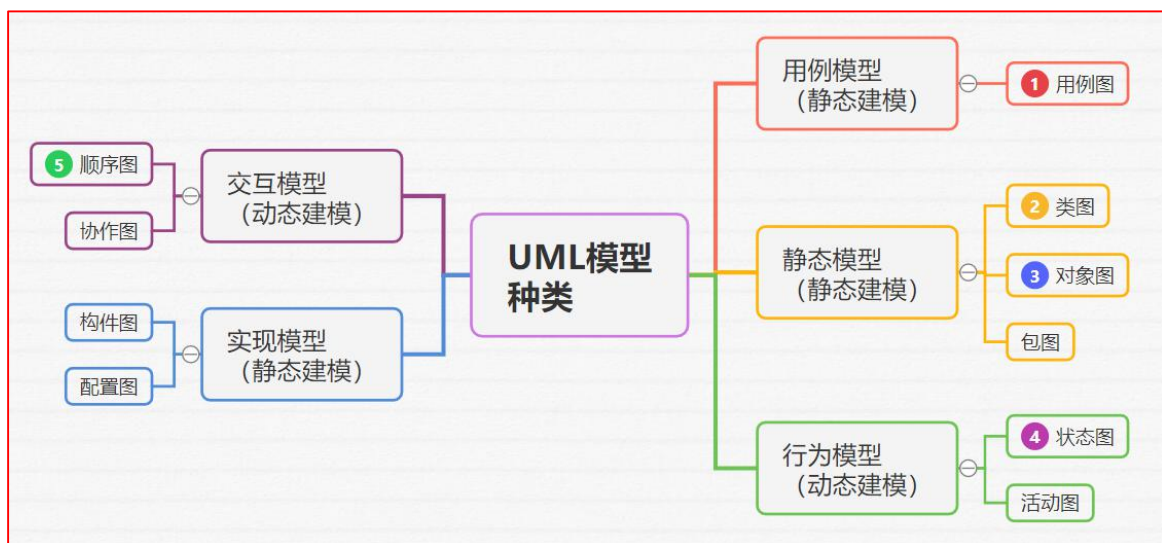 UML模型
种类
用例模型
（静态建模）
1 用例图
静态模型
（静态建模）
2 类图
3 对象图
包图
行为模型
（动态建模）
4 状态图
活动图
交互模型
（动态建模）
5 顺序图
协作图
实现模型
（静态建模）
构件图
配置图